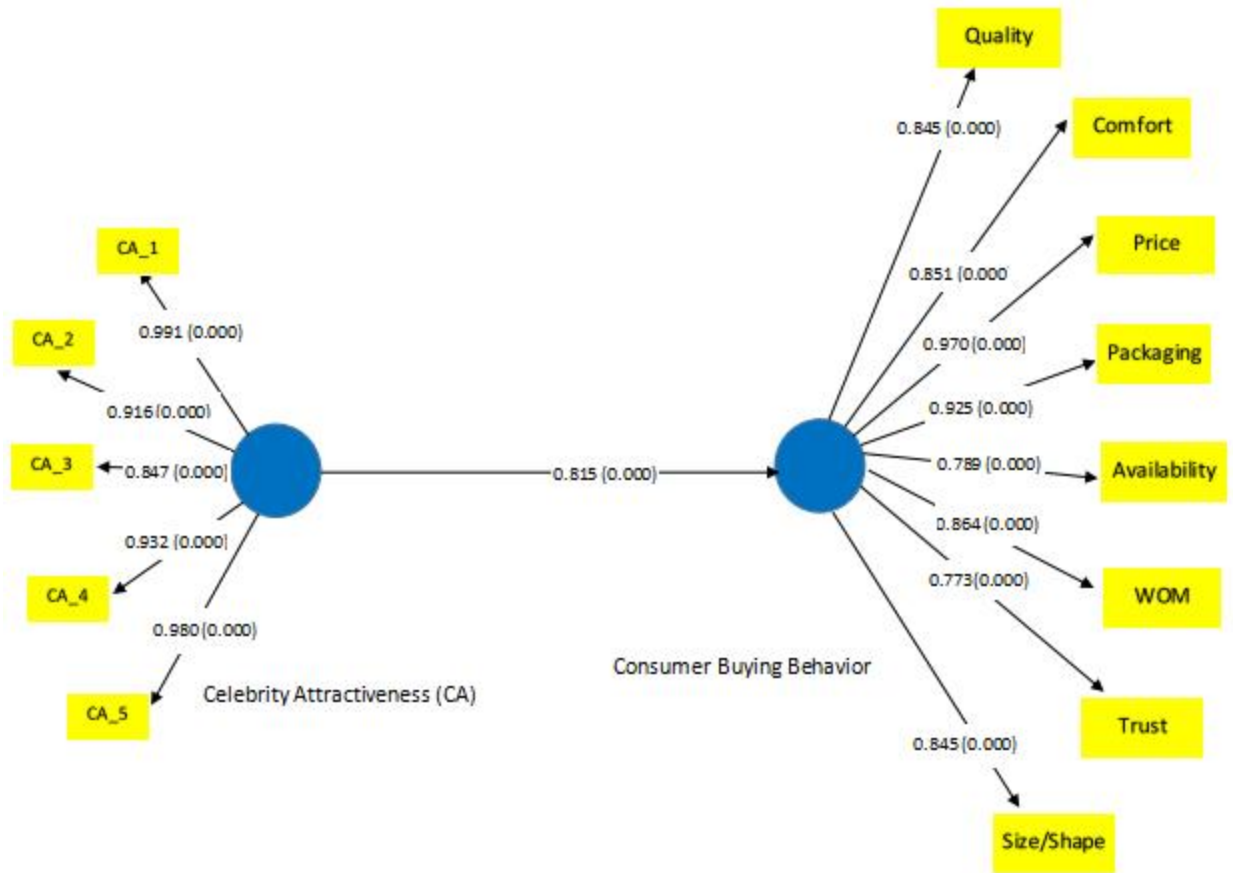 Quality
0.845 (0.000)
Comfort
0.851 (0.000
Price
0.970 (0.000)
Packaging
0.925 (0.000)
Availability
0.789 (0.000)
WOM
0.864 (0.000)
Trust
0.773(0.000)
Size/Shape
0.845 (0.000)
Consumer Buying Behavior
0.815 (0.000)
CA_1
0.991 (0.000)
CA_2
0.916 (0.000)
CA_3
0.847 (0.000)
CA_4
0.932 (0.000)
CA_5
0.980 (0.000)
Celebrity Attractiveness (CA)